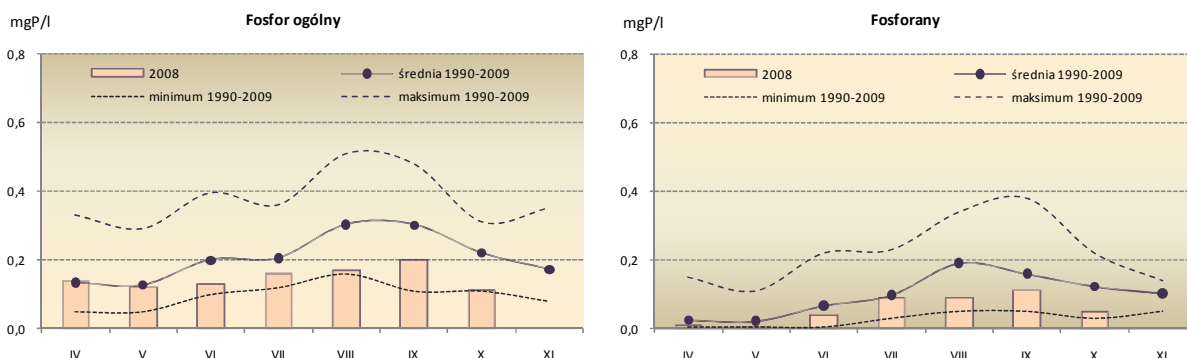 mgP/l
Fosfor ogólny
0,8
0,6
0,4
0,2
0,0
2008
średnia 1990-2009
minimum 1990-2009
maksimum 1990-2009
IV V VI VII VIII IX X XI
mgP/l
Fosforany
0,8
0,6
0,4
0,2
0,0
2008
średnia 1990-2009
minimum 1990-2009
maksimum 1990-2009
IV V VI VII VIII IX X XI